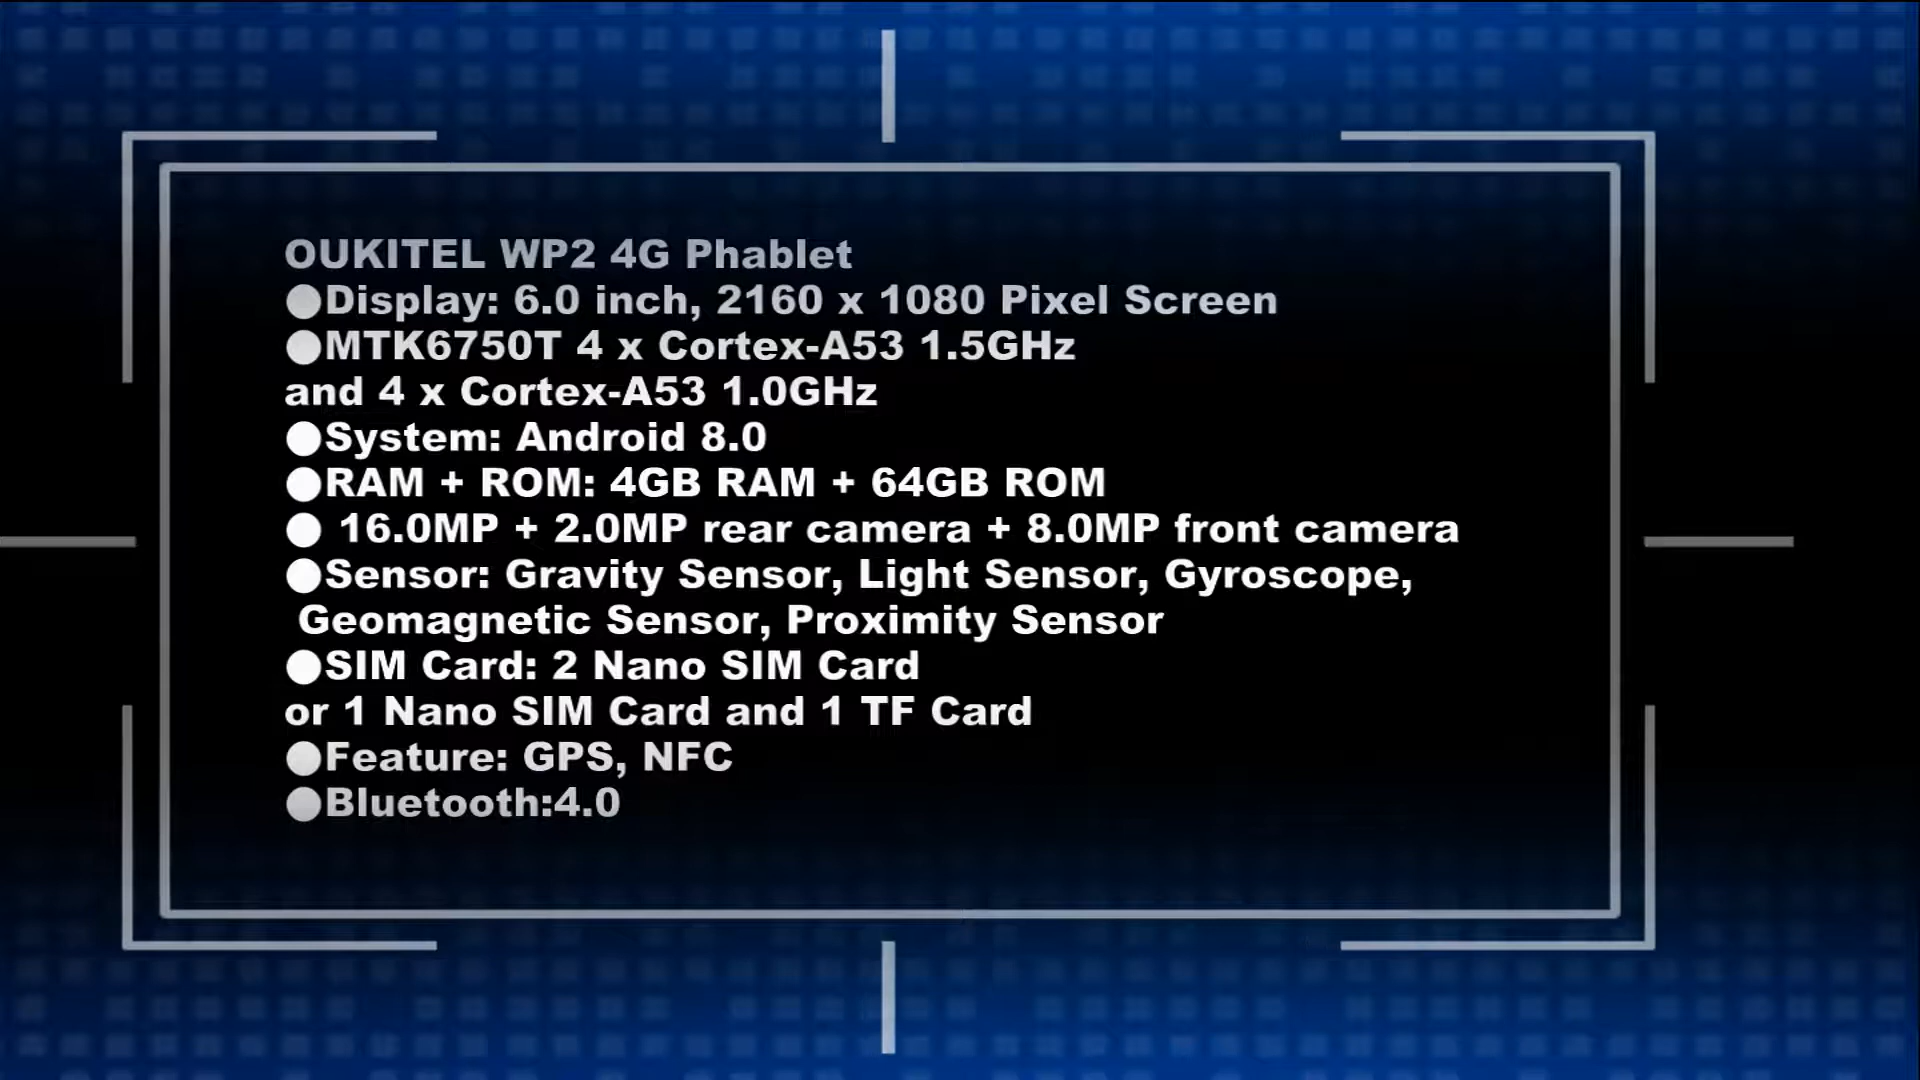 OUKITEL WP2 4G Phablet
●Display: 6.0 inch, 2160 x 1080 Pixel Screen
●MTK6750T 4 x Cortex-A53 1.5GHz
and 4 x Cortex-A53 1.0GHz
●System: Android 8.0
●RAM + ROM: 4GB RAM + 64GB ROM
● 16.0MP + 2.0MP rear camera + 8.0MP front camera
●Sensor: Gravity Sensor, Light Sensor, Gyroscope,
Geomagnetic Sensor, Proximity Sensor
●SIM Card: 2 Nano SIM Card
or 1 Nano SIM Card and 1 TF Card
●Feature: GPS, NFC
●Bluetooth:4.0